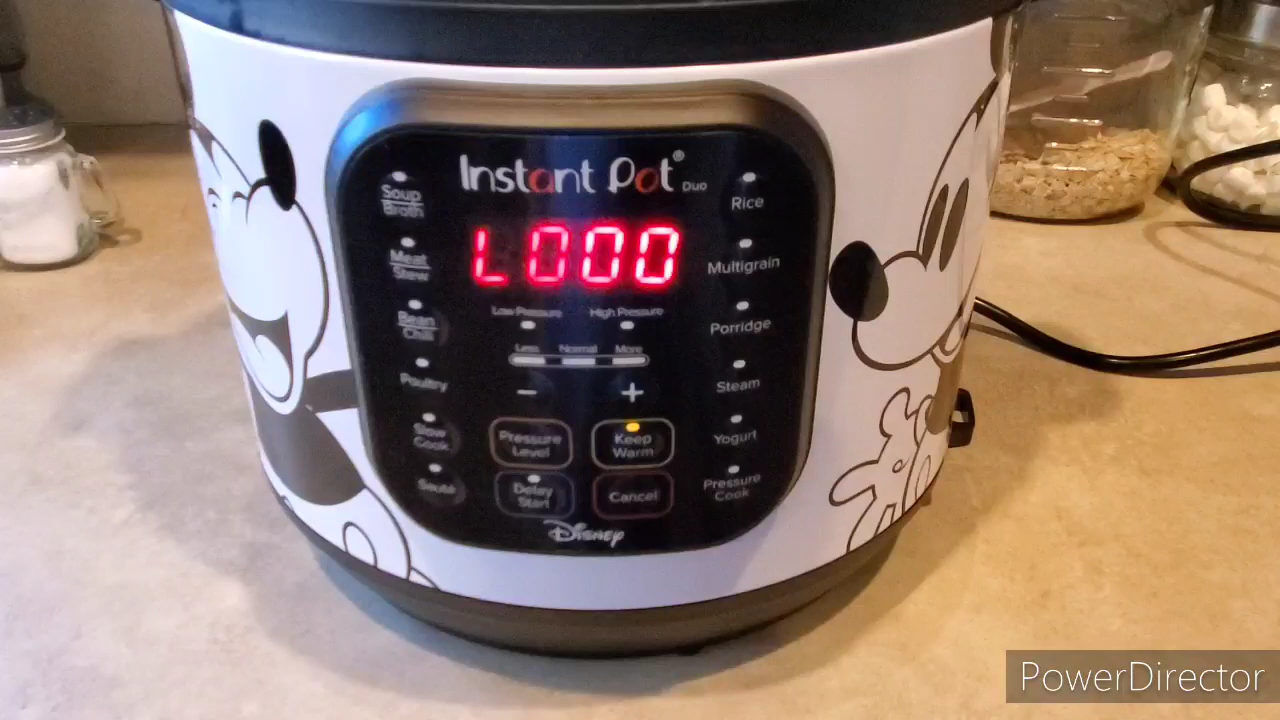 Instant Pot® Duo
L000
Soup
Broth
Meat
Stew
Bean
Chili
Poultry
Slow
Cook
Sauté
Low Pressure
High Pressure
Less
Normal
More
−
+
Pressure
Level
Keep
Warm
Delay
Start
Cancel
Rice
Multigrain
Porridge
Steam
Yogurt
Pressure
Cook
Disney
PowerDirector